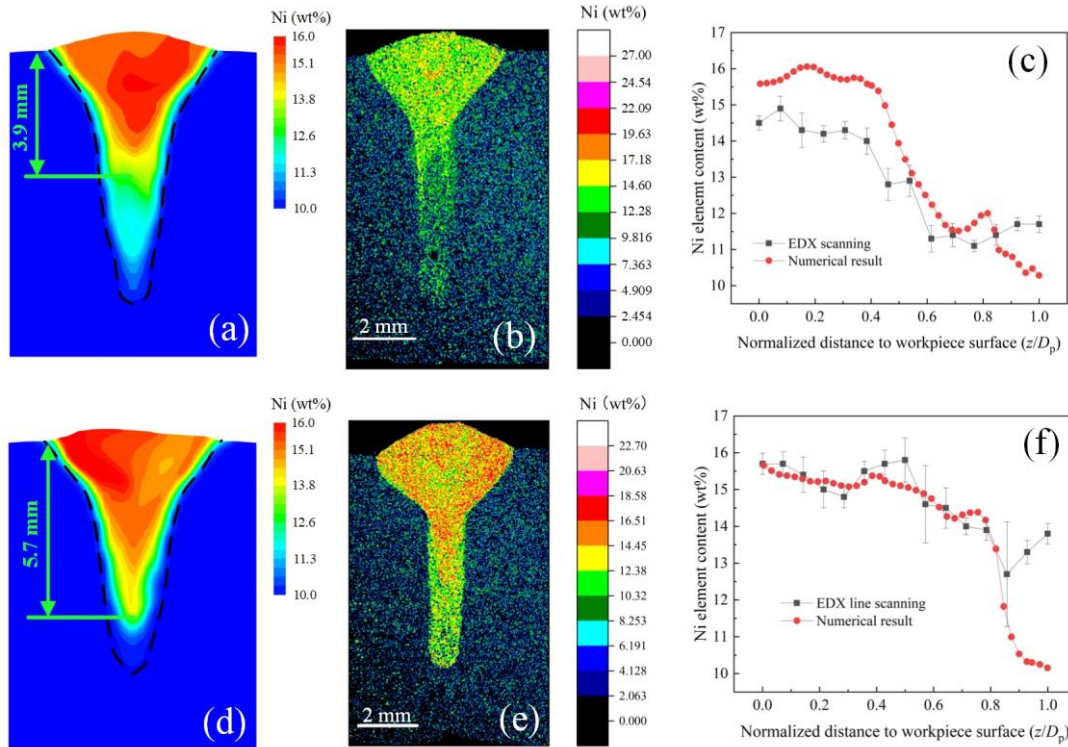 Ni (wt%)
16.0
15.1
13.8
12.6
11.3
10.0
3.9 mm
(a)
Ni (wt%)
27.00
24.54
22.09
19.63
17.18
14.60
12.28
9.816
7.363
4.909
2.454
0.000
2 mm
(b)
(c)
Ni elenemt content (wt%)
17
16
15
14
13
12
11
10
EDX scanning
Numerical result
0.0
0.2
0.4
0.6
0.8
1.0
Normalized distance to workpiece surface (z/Dp)
Ni (wt%)
16.0
15.1
13.8
12.6
11.3
10.0
5.7 mm
(d)
Ni (wt%)
22.70
20.63
18.58
16.51
14.45
12.38
10.32
8.253
6.128
4.909
2.063
0.000
2 mm
(e)
(f)
Ni element content (wt%)
17
16
15
14
13
12
11
10
EDX line scanning
Numerical result
0.0
0.2
0.4
0.6
0.8
1.0
Normalized distance to workpiece surface (z/Dp)